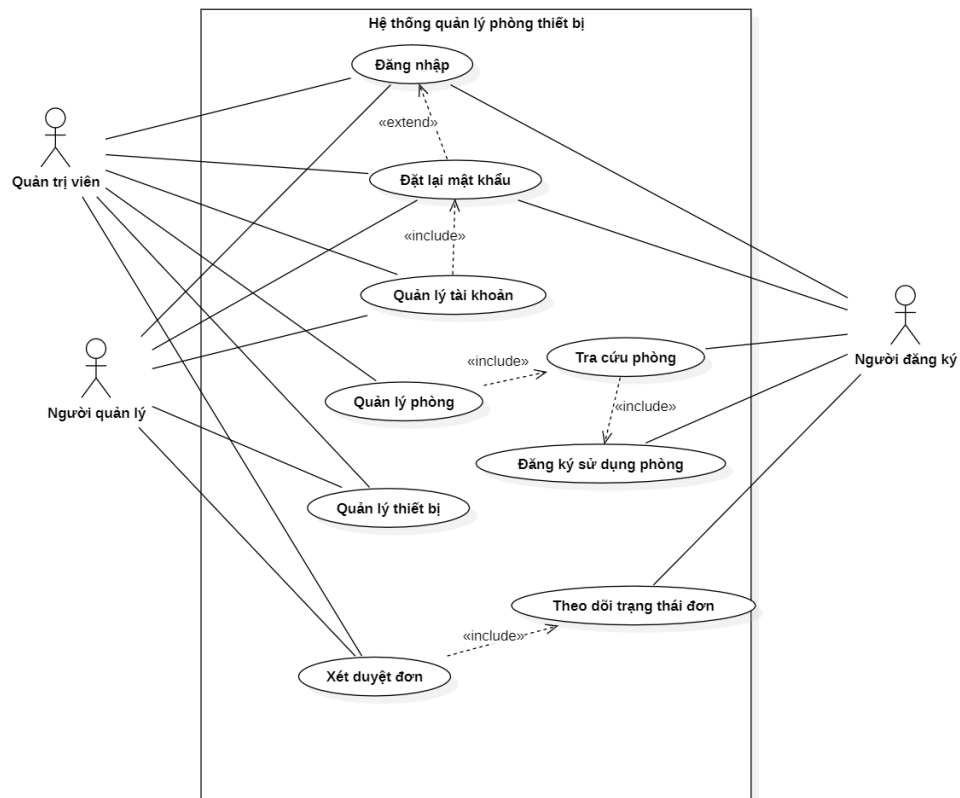 Hệ thống quản lý phòng thiết bị
Đăng nhập
«extend»
Quản trị viên
Đặt lại mật khẩu
«include»
Quản lý tài khoản
Tra cứu phòng
Người đăng ký
«include»
Quản lý phòng
«include»
Người quản lý
Đăng ký sử dụng phòng
Quản lý thiết bị
Theo dõi trạng thái đơn
«include»
Xét duyệt đơn